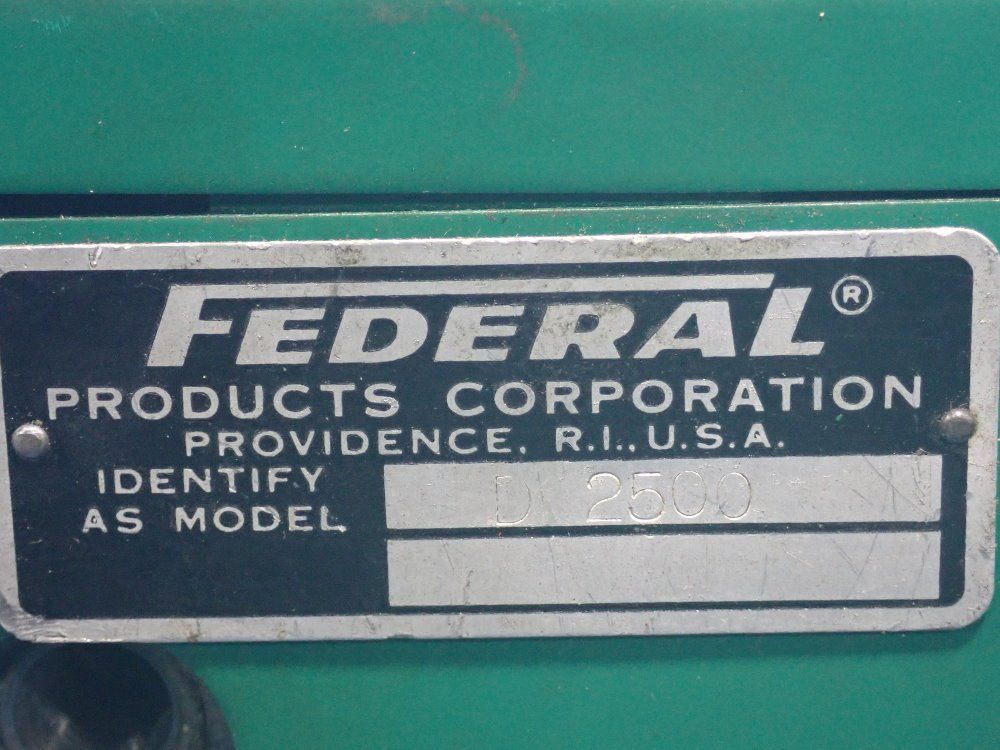 FEDERAL®
PRODUCTS CORPORATION
PROVIDENCE, R.I., U.S.A.
IDENTIFY
AS MODEL D 2500